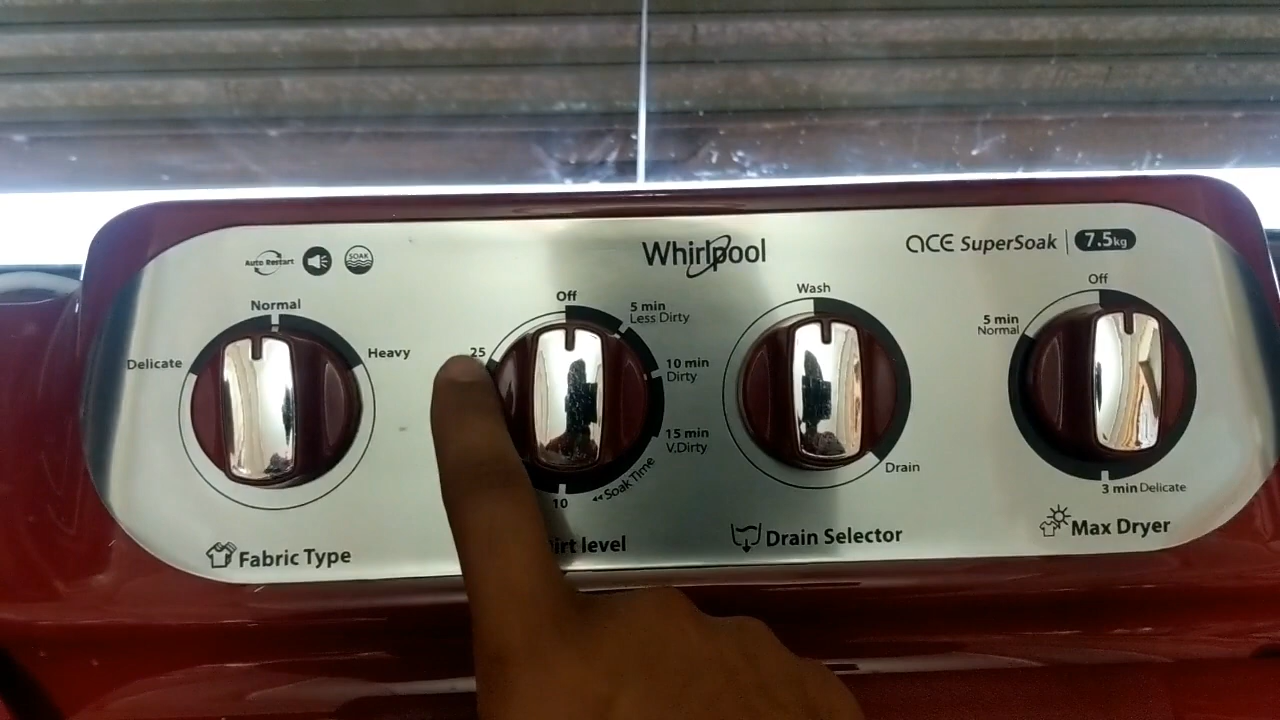 Auto Restart
SOAK
Whirlpool
ACE SuperSoak
7.5kg
Normal
Delicate
Heavy
Fabric Type
Off
5 min
Less Dirty
10 min
Dirty
15 min
V.Dirty
Soak Time
10
25
irt level
Wash
Drain
Drain Selector
Off
5 min
Normal
3 min Delicate
Max Dryer